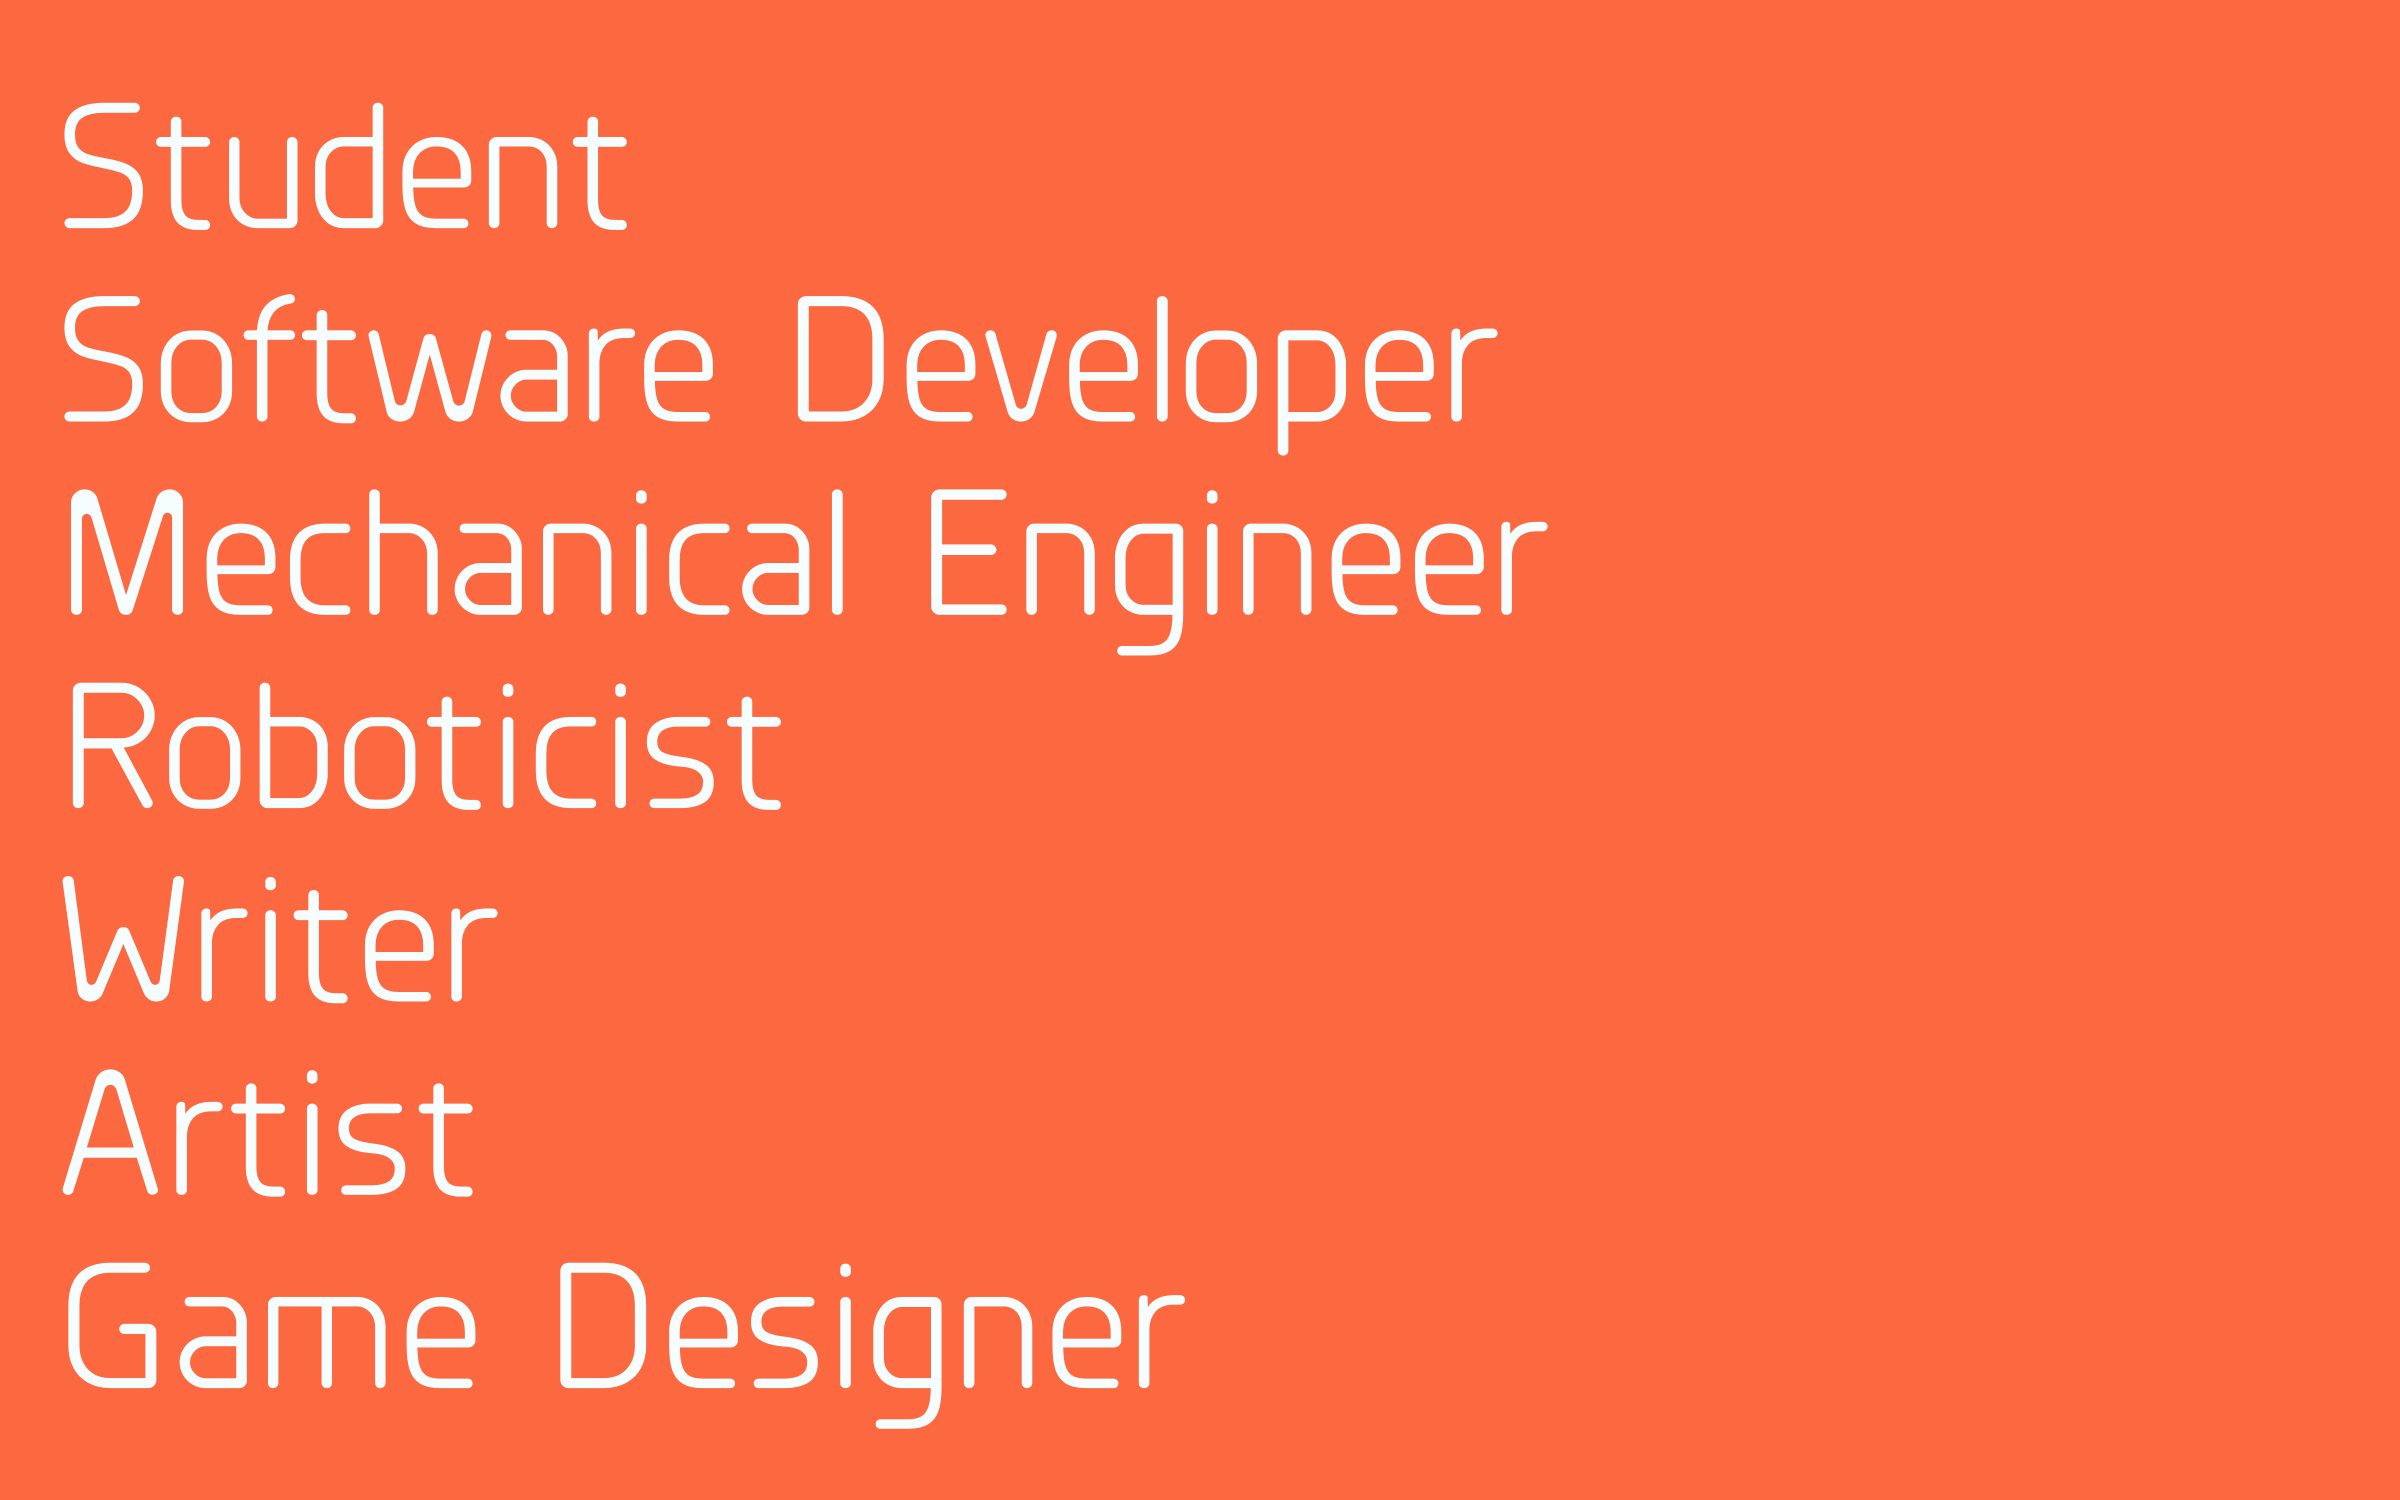 Student
Software Developer
Mechanical Engineer
Roboticist
Writer
Artist
Game Designer